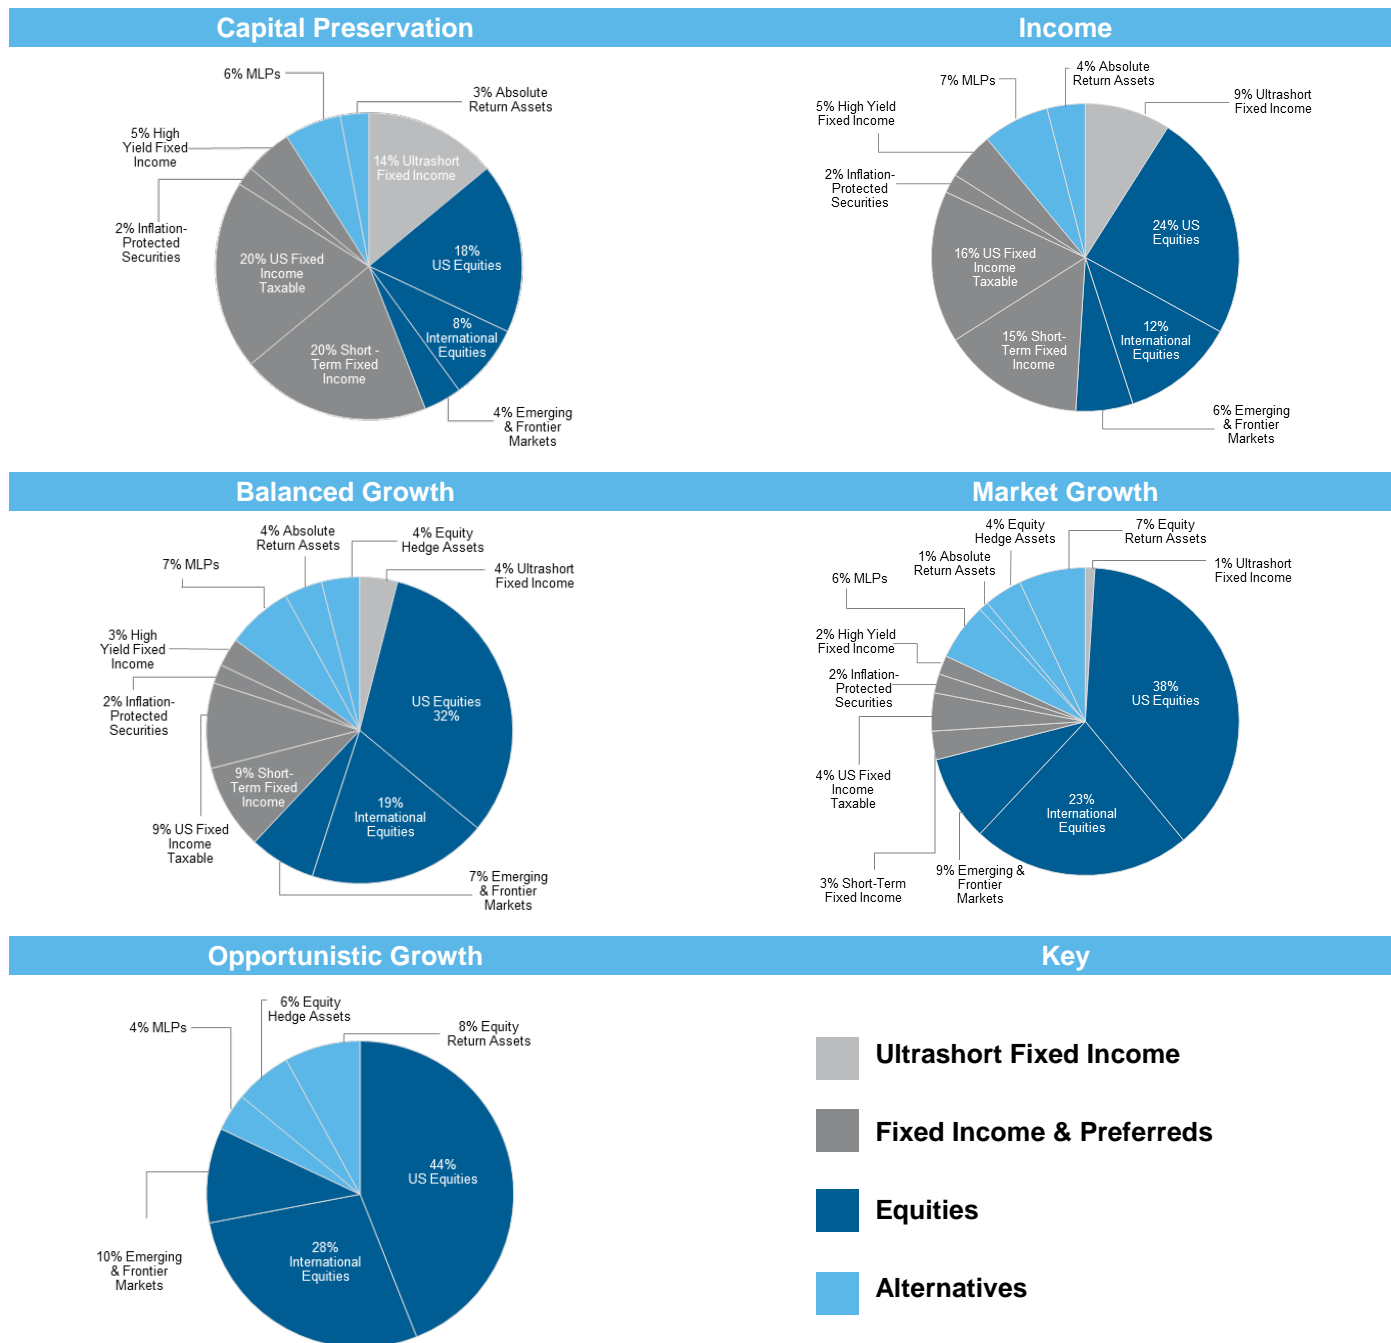 Capital Preservation
6% MLPs
3% Absolute
Return Assets
5% High
Yield Fixed
Income
14% Ultrashort
Fixed Income
2% Inflation-
Protected
Securities
18%
US Equities
20% US Fixed
Income
Taxable
8%
International
Equities
20% Short -
Term Fixed
Income
4% Emerging
& Frontier
Markets
Income
4% Absolute
Return Assets
7% MLPs
9% Ultrashort
Fixed Income
5% High Yield
Fixed Income
2% Inflation-
Protected
Securities
24% US
Equities
16% US Fixed
Income
Taxable
12%
International
Equities
15% Short-
Term Fixed
Income
6% Emerging
& Frontier
Markets
Balanced Growth
4% Absolute
Return Assets
4% Equity
Hedge Assets
7% MLPs
4% Ultrashort
Fixed Income
3% High
Yield Fixed
Income
2% Inflation-
Protected
Securities
US Equities
32%
9% Short-
Term Fixed
Income
19%
International
Equities
9% US Fixed
Income
Taxable
7% Emerging
& Frontier
Markets
Market Growth
4% Equity
Hedge Assets
7% Equity
Return Assets
1% Absolute
Return Assets
1% Ultrashort
Fixed Income
6% MLPs
2% High Yield
Fixed Income
2% Inflation-
Protected
Securities
38%
US Equities
4% US Fixed
Income
Taxable
23%
International
Equities
3% Short-Term
Fixed Income
9% Emerging &
Frontier
Markets
Opportunistic Growth
6% Equity
Hedge Assets
4% MLPs
8% Equity
Return Assets
44%
US Equities
28%
International
Equities
10% Emerging
& Frontier
Markets
Key
Ultrashort Fixed Income
Fixed Income & Preferreds
Equities
Alternatives